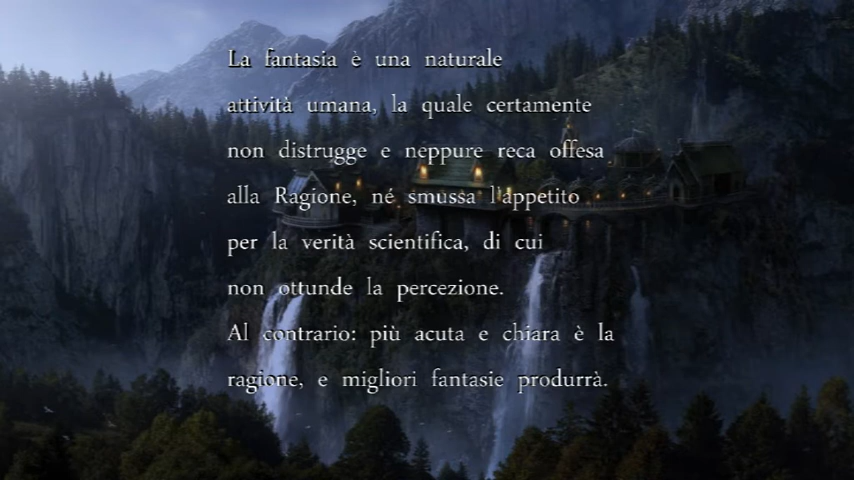 La fantasia è una naturale
attività umana, la quale certamente
non distrugge e neppure reca offesa
alla Ragione, né smussa l'appetito
per la verità scientifica, di cui
non ottunde la percezione.
Al contrario: più acuta e chiara è la
ragione, e migliori fantasie produrrà.